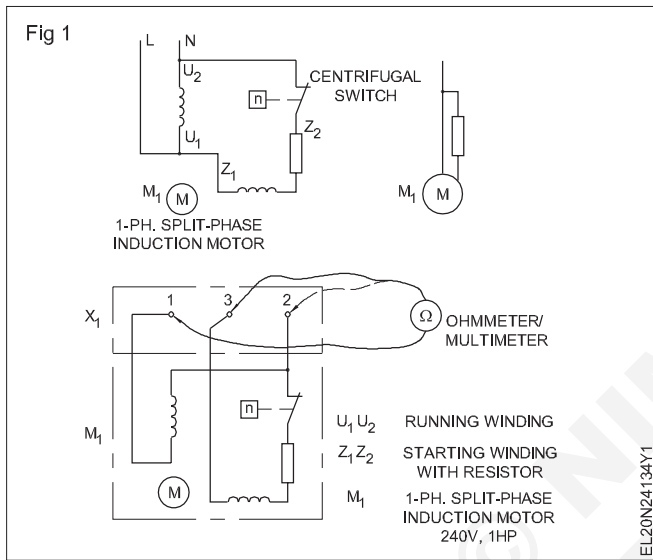 Fig 1
L N
U2
CENTRIFUGAL
SWITCH
n
Z2
U1
Z1
M1 M
1-PH. SPLIT-PHASE
INDUCTION MOTOR
M1 M
1 3 2
X1
Ω
OHMMETER/
MULTIMETER
n
M1
M
U1 U2 RUNNING WINDING
Z1 Z2 STARTING WINDING
WITH RESISTOR
M1 1-PH. SPLIT-PHASE
INDUCTION MOTOR
240V, 1HP
EL20N24134Y1
© NI